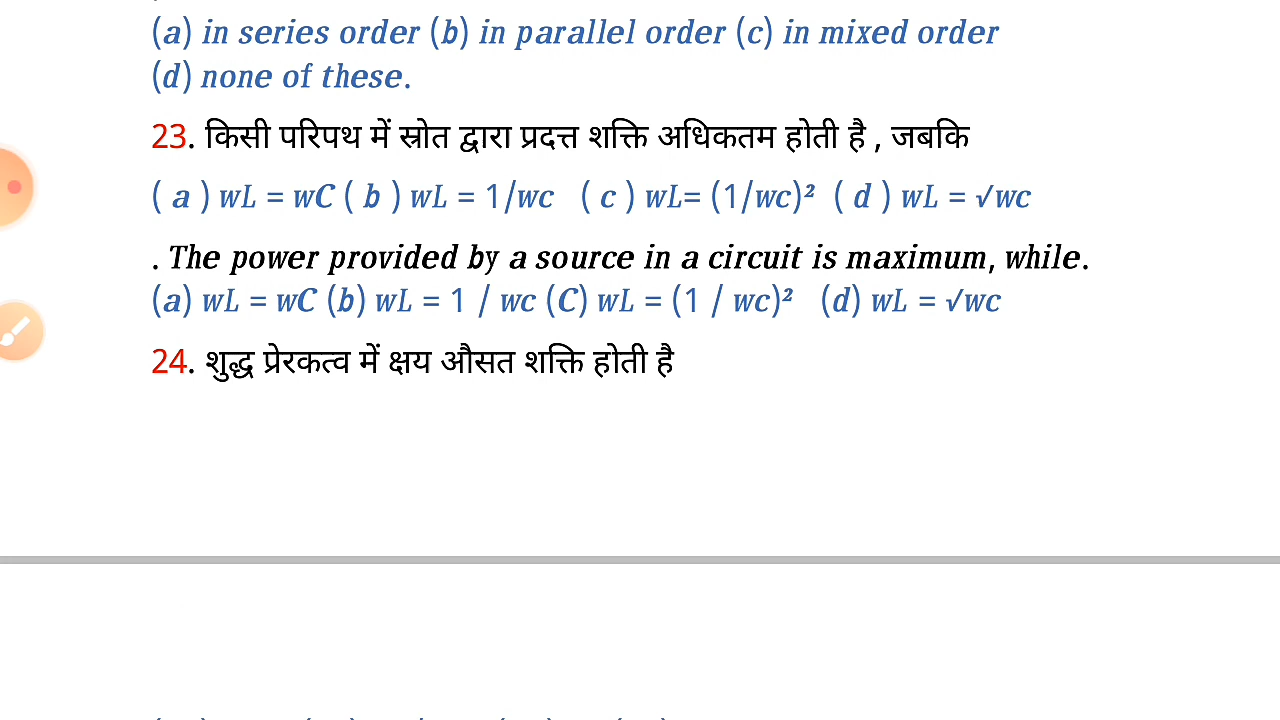 (a) in series order (b) in parallel order (c) in mixed order
(d) none of these.
23. किसी परिपथ में स्रोत द्वारा प्रदत्त शक्ति अधिकतम होती है , जबकि
( a ) wL = wC ( b ) wL = 1/wc ( c ) wL= (1/wc)² ( d ) wL = √wc
. The power provided by a source in a circuit is maximum, while.
(a) wL = wC (b) wL = 1 / wc (C) wL = (1 / wc)² (d) wL = √wc
24. शुद्ध प्रेरकत्व में क्षय औसत शक्ति होती है